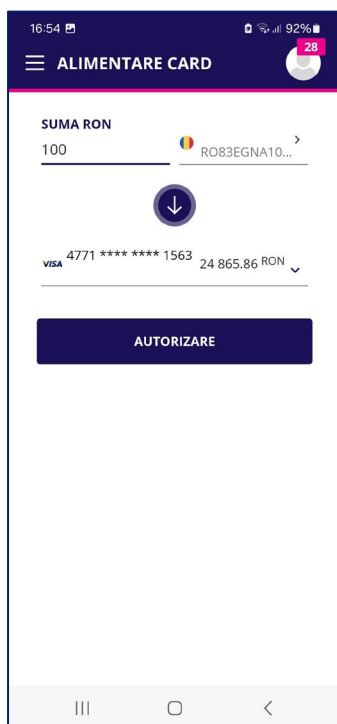 16:54 92%
28
ALIMENTARE CARD
SUMA RON
100 RO83EGNA10...
VISA 4771 **** **** 1563 24 865.86 RON
AUTORIZARE